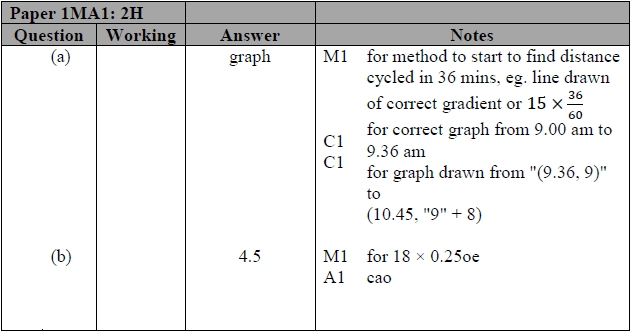 Paper 1MA1: 2H
Question Working Answer Notes
(a) graph M1 for method to start to find distance
cycled in 36 mins, eg. line drawn
of correct gradient or 15 × 36/60
for correct graph from 9.00 am to
C1 9.36 am
C1 for graph drawn from "(9.36, 9)"
to
(10.45, "9" + 8)
(b) 4.5 M1 for 18 × 0.25oe
A1 cao